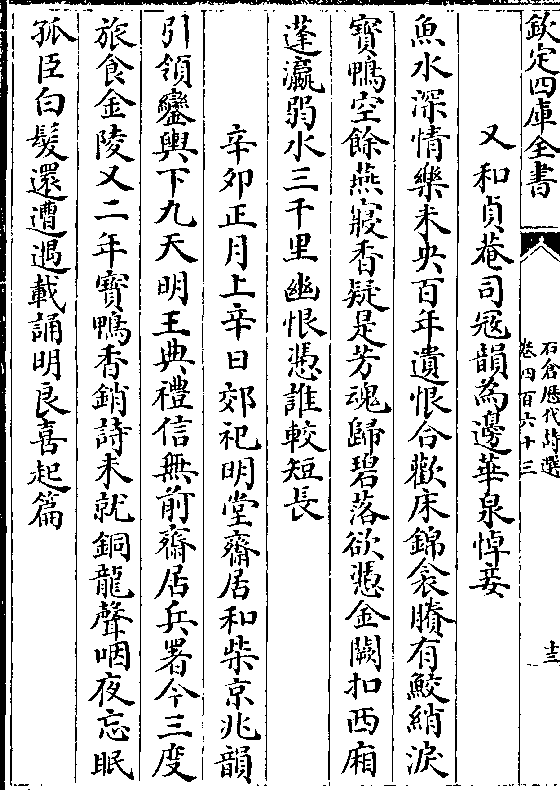 欽定四庫全書
石倉歷代詩選
卷四百六十三
十三
又和貞菴司冦韻為邊華泉悼妾
魚水深情樂未央百年遺恨合歡床錦衾賸有鮫綃淚
寳鴨空餘燕寢香疑是芳魂歸碧落欲憑金闕扣西廂
蓬瀛弱水三千里幽恨憑誰較短長
辛卯正月上辛日郊祀明堂齋居和柴京兆韻
引領鑾輿下九天明王典禮信無前齋居兵署今三度
旅食金陵又二年寳鴨香銷詩未就銅龍聲咽夜忘眠
孤臣白髮還遭遇載誦明良喜起篇